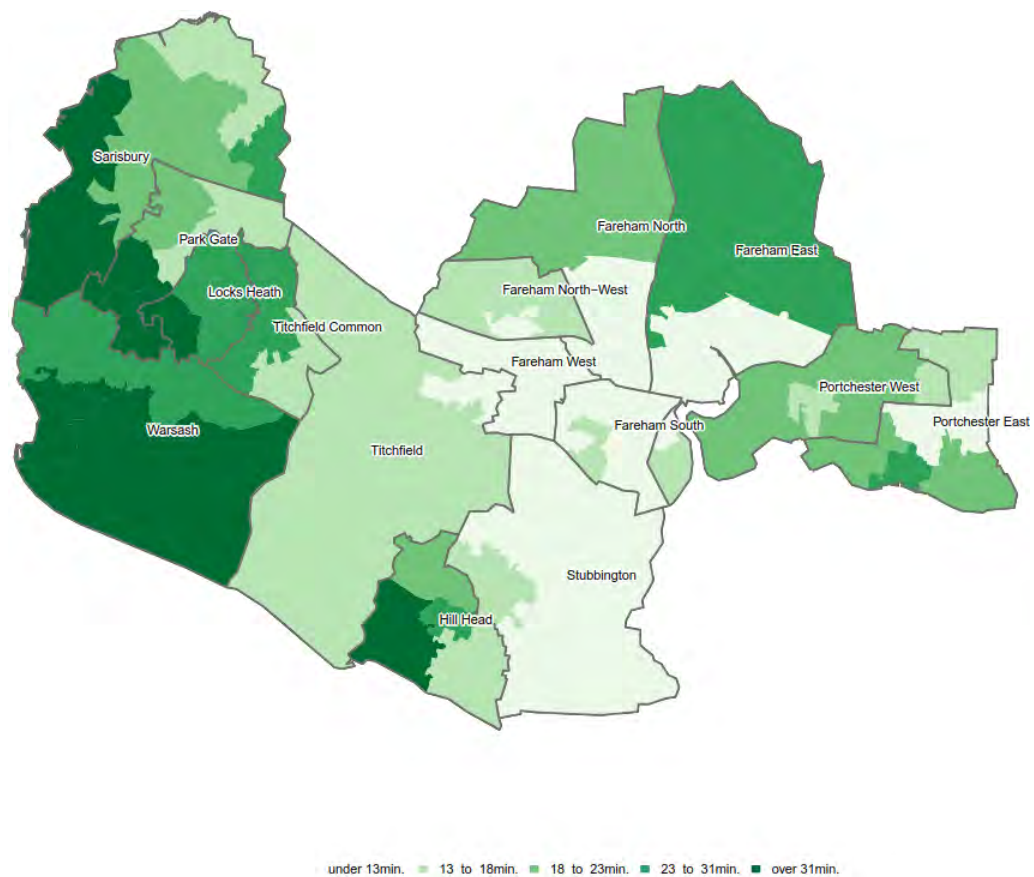 Sarisbury
Fareham North
Park Gate
Fareham East
Locks Heath
Fareham North-West
Titchfield Common
Fareham West
Portchester West
Portchester East
Fareham South
Warsash
Titchfield
Stubbington
Hill Head
under 13min. 13 to 18min. 18 to 23min. 23 to 31min. over 31min.